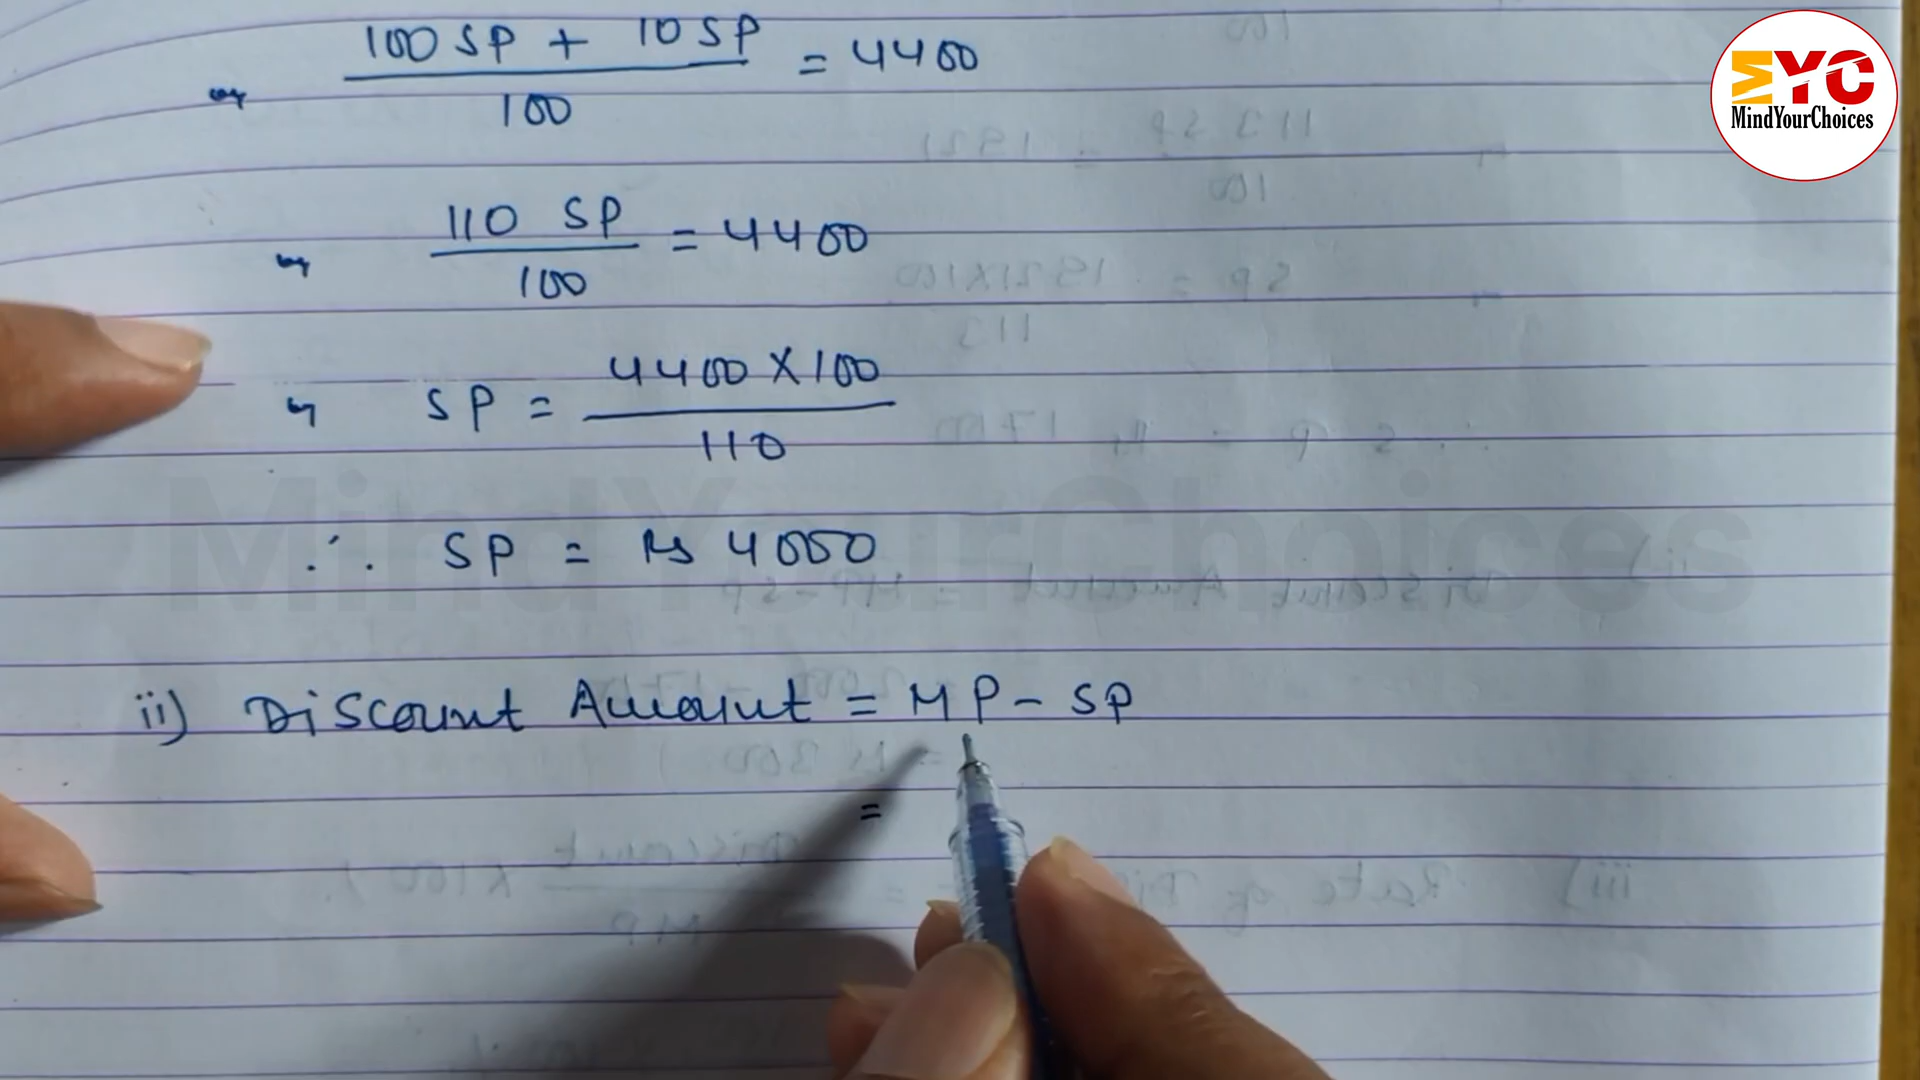 100 SP + 10 SP / 100 = 4400
110 SP / 100 = 4400
SP = 4400 × 100 / 110
∴ SP = Rs 4000
ii) Discount Amount = MP - SP
=
MYC
MindYourChoices
MindYourChoices